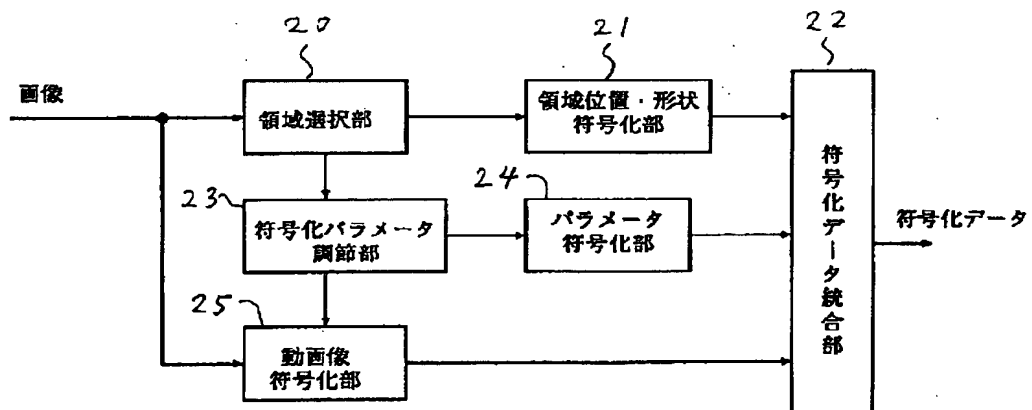 20
21
22
画像
領域選択部
領域位置・形状
符号化部
23
24
符号化パラメータ
調節部
パラメータ
符号化部
符号化データ統合部
符号化データ
25
動画像
符号化部